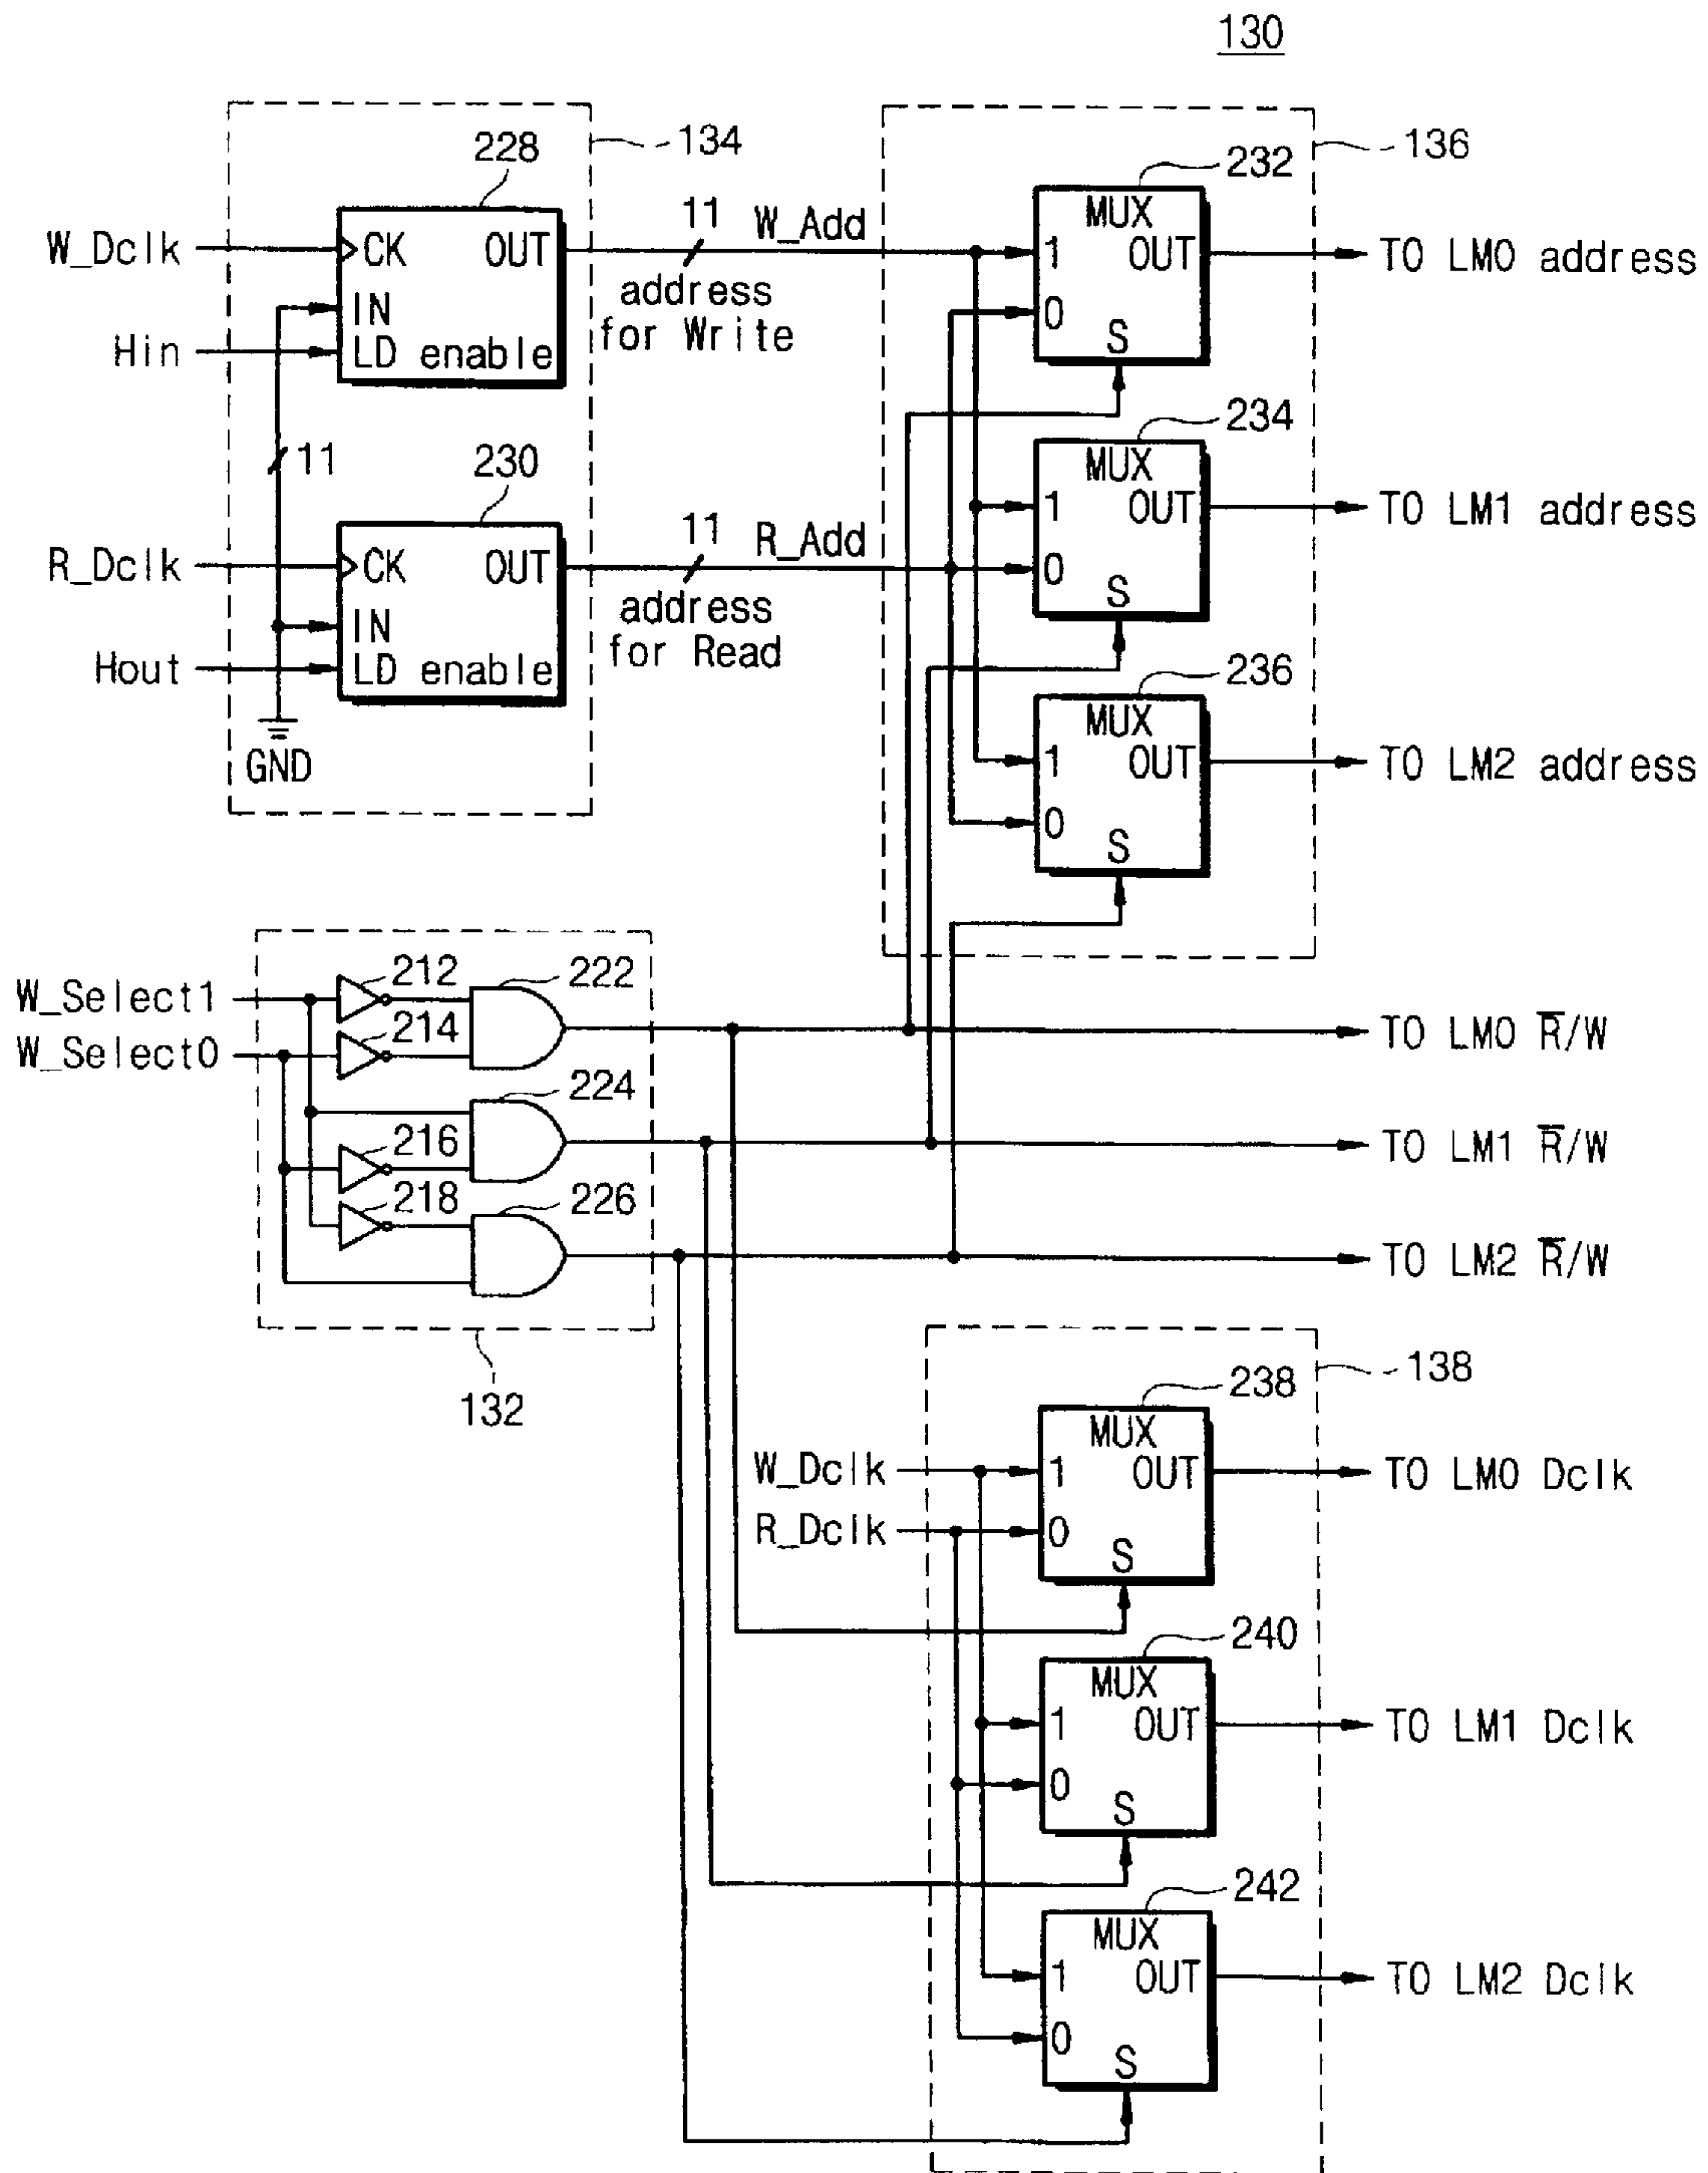 130
134
228
W_Dclk
CK OUT
IN
Hin
LD enable
11
W_Add
address
for Write
11
230
R_Dclk
CK OUT
IN
Hout
LD enable
11
R_Add
address
for Read
GND
136
232
MUX
1 OUT
0
S
TO LM0 address
234
MUX
1 OUT
0
S
TO LM1 address
236
MUX
1 OUT
0
S
TO LM2 address
W_Select1
W_Select0
212
222
214
224
216
218
226
132
TO LM0 R̅/W
TO LM1 R̅/W
TO LM2 R̅/W
138
238
W_Dclk
R_Dclk
MUX
1 OUT
0
S
TO LM0 Dclk
240
MUX
1 OUT
0
S
TO LM1 Dclk
242
MUX
1 OUT
0
S
TO LM2 Dclk